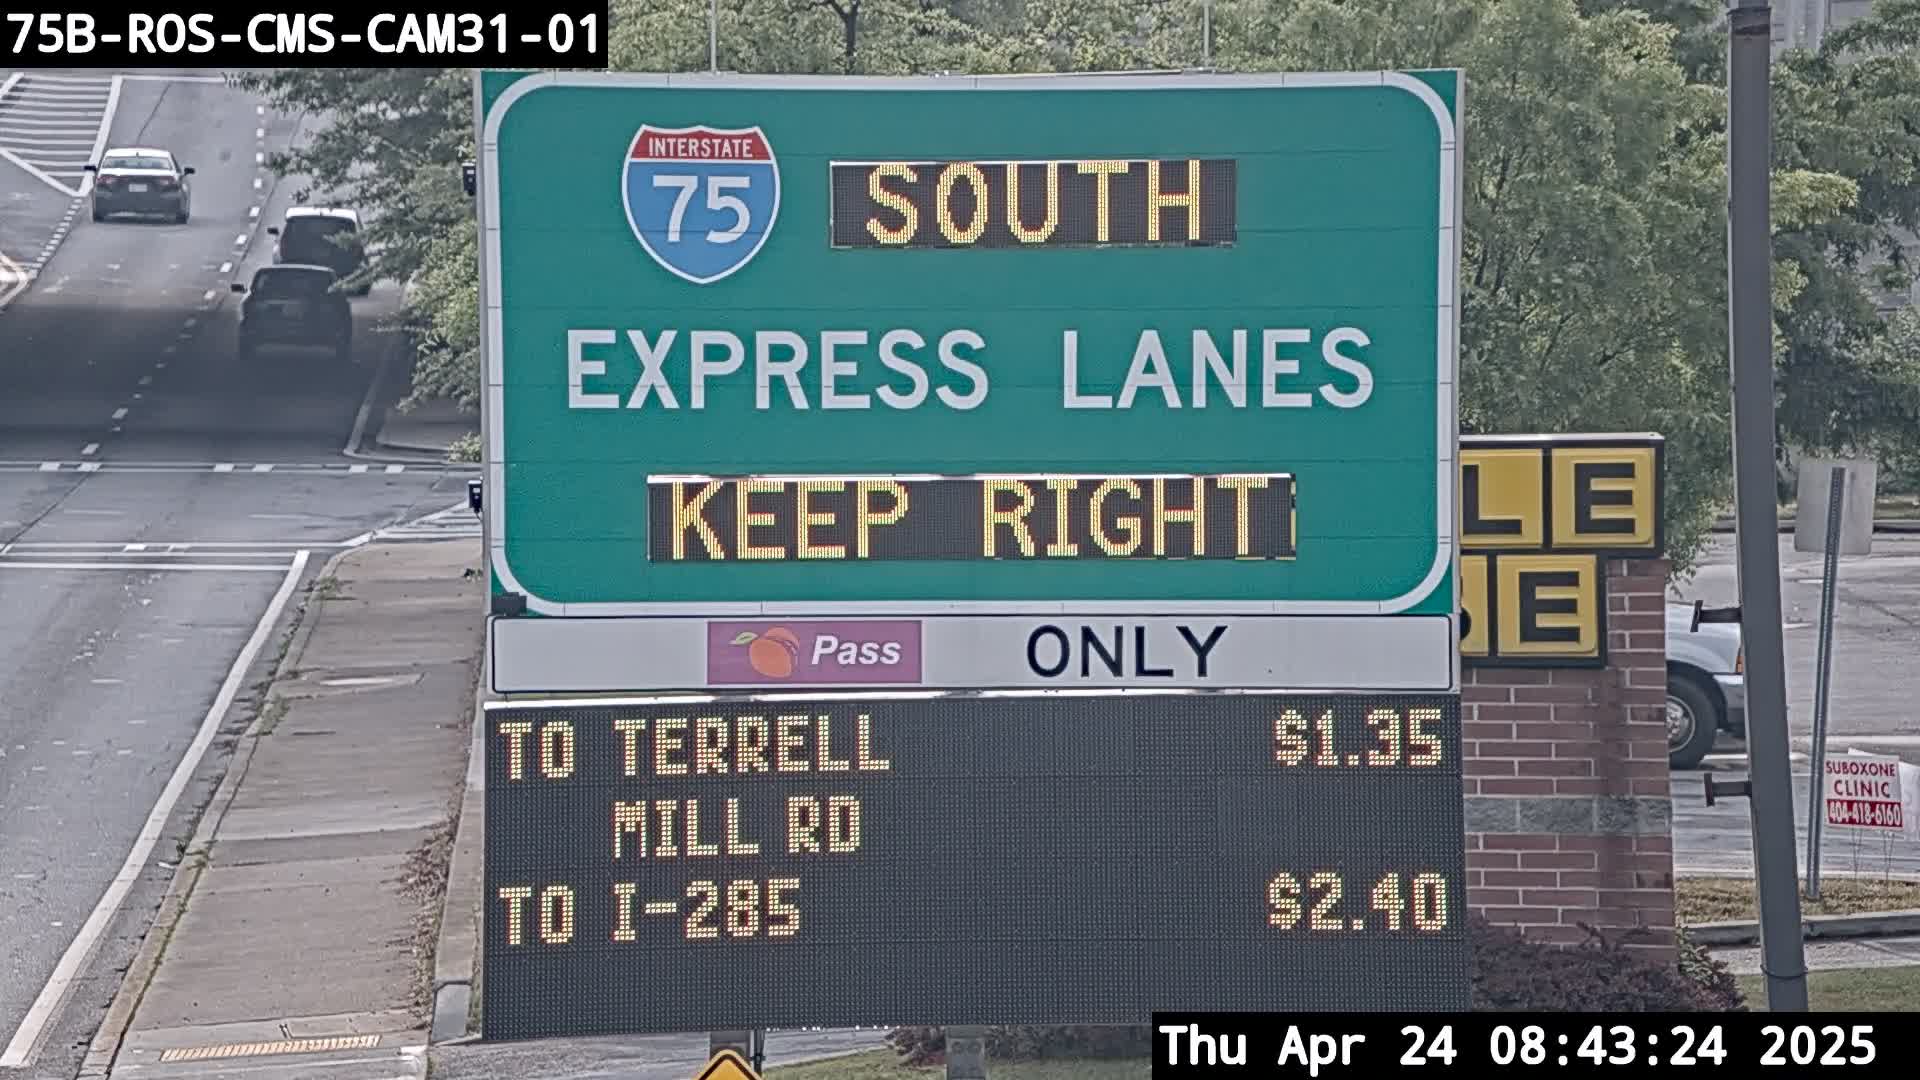 75B-ROS-CMS-CAM31-01
INTERSTATE
75
SOUTH
EXPRESS LANES
KEEP RIGHT
Pass ONLY
TO TERRELL $1.35
MILL RD
TO I-285 $2.40
LE
E
SUBOXONE
CLINIC
404-418-6160
Thu Apr 24 08:43:24 2025